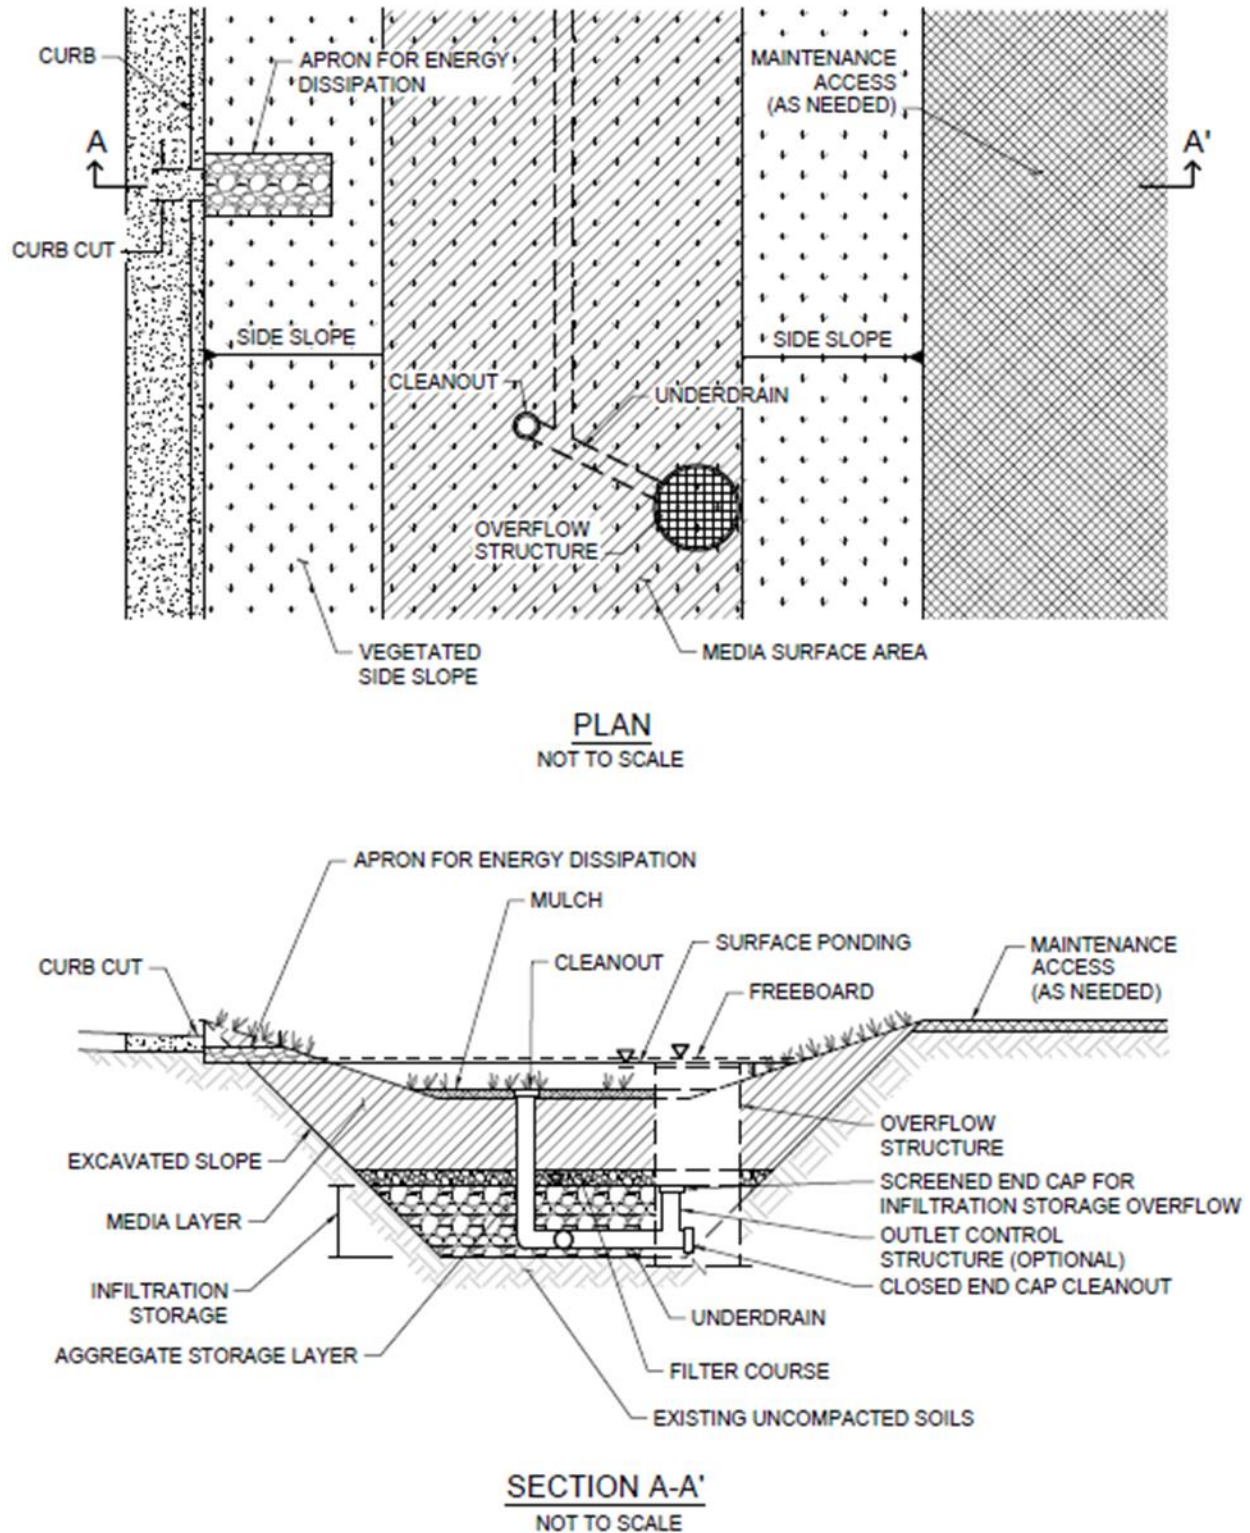 CURB
APRON FOR ENERGY
DISSIPATION
MAINTENANCE
ACCESS
(AS NEEDED)
A
A'
CURB CUT
SIDE SLOPE
SIDE SLOPE
CLEANOUT
UNDERDRAIN
OVERFLOW
STRUCTURE
VEGETATED
SIDE SLOPE
MEDIA SURFACE AREA
PLAN
NOT TO SCALE
APRON FOR ENERGY DISSIPATION
MULCH
SURFACE PONDING
MAINTENANCE
ACCESS
(AS NEEDED)
CURB CUT
CLEANOUT
FREEBOARD
OVERFLOW
STRUCTURE
EXCAVATED SLOPE
SCREENED END CAP FOR
INFILTRATION STORAGE OVERFLOW
MEDIA LAYER
OUTLET CONTROL
STRUCTURE (OPTIONAL)
CLOSED END CAP CLEANOUT
INFILTRATION
STORAGE
UNDERDRAIN
AGGREGATE STORAGE LAYER
FILTER COURSE
EXISTING UNCOMPACTED SOILS
SECTION A-A'
NOT TO SCALE